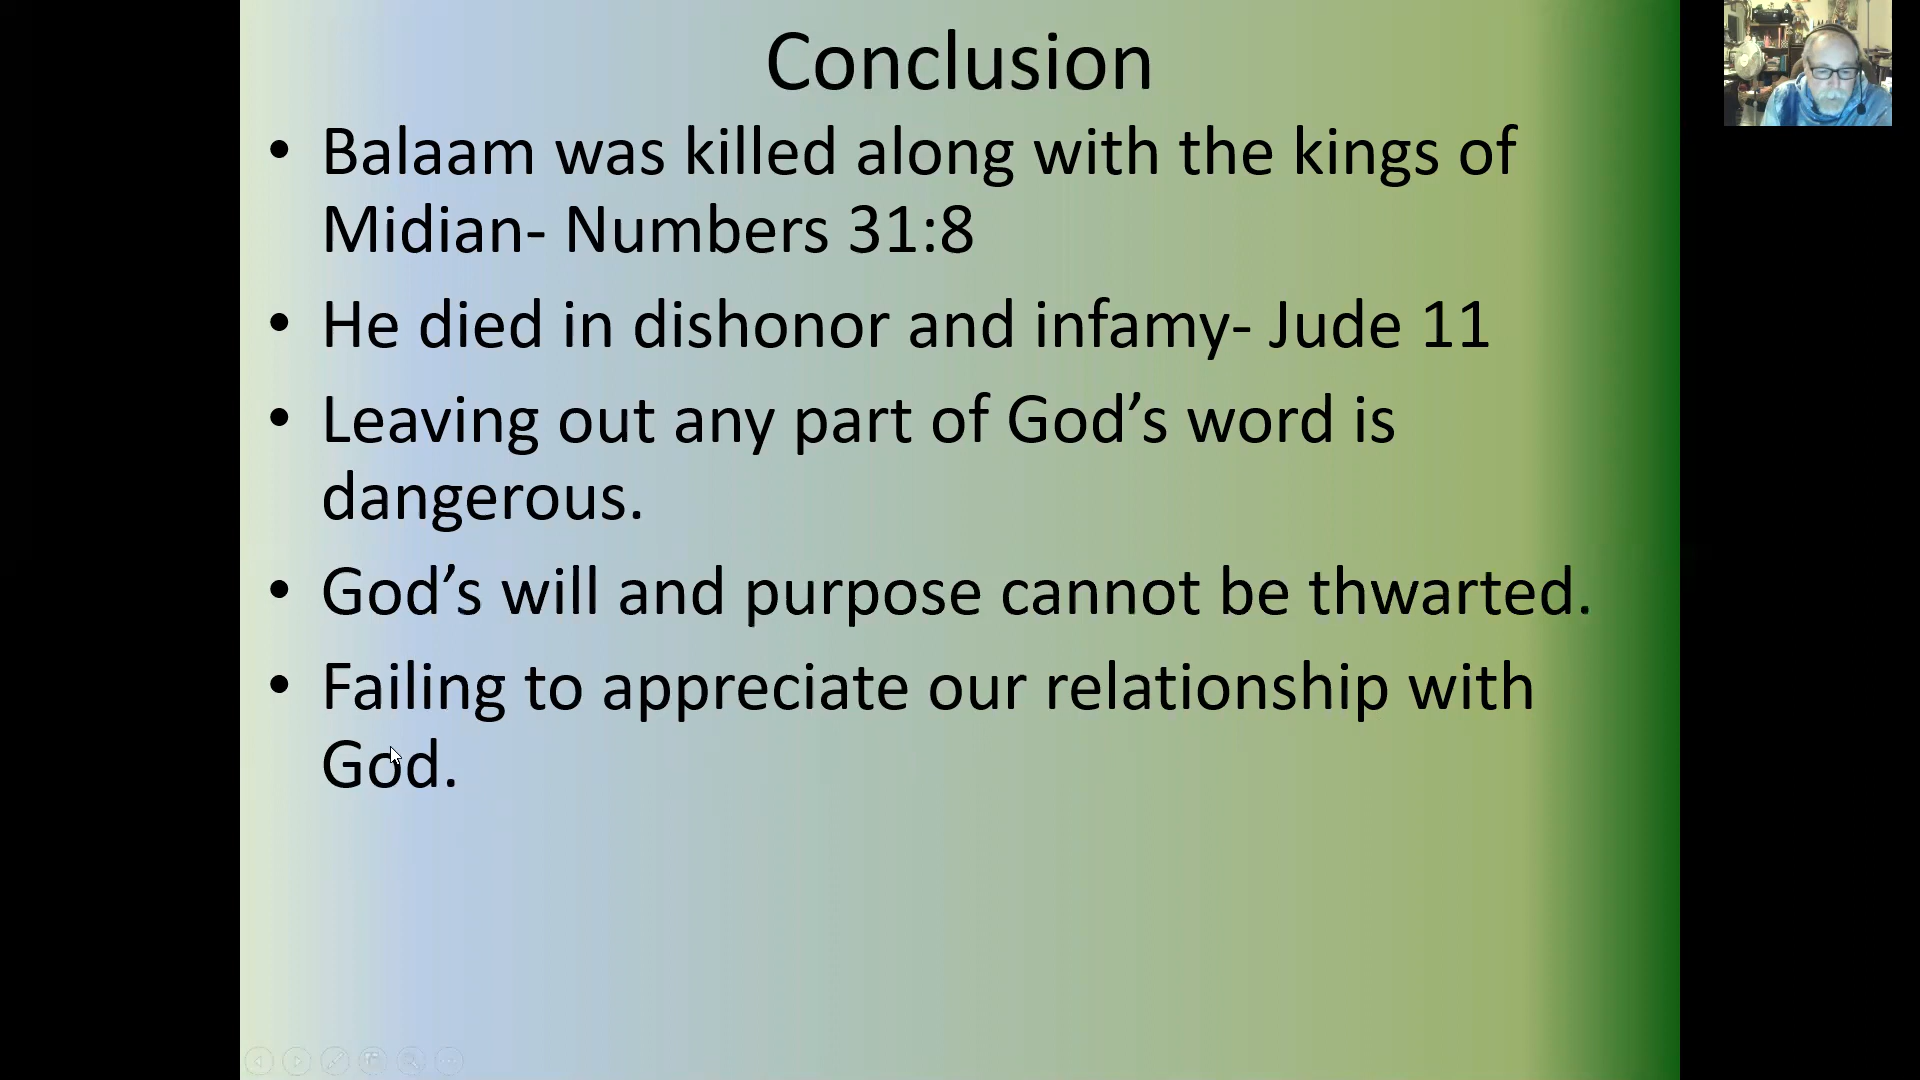 Conclusion
• Balaam was killed along with the kings of
Midian- Numbers 31:8
• He died in dishonor and infamy- Jude 11
• Leaving out any part of God’s word is
dangerous.
• God’s will and purpose cannot be thwarted.
• Failing to appreciate our relationship with
God.